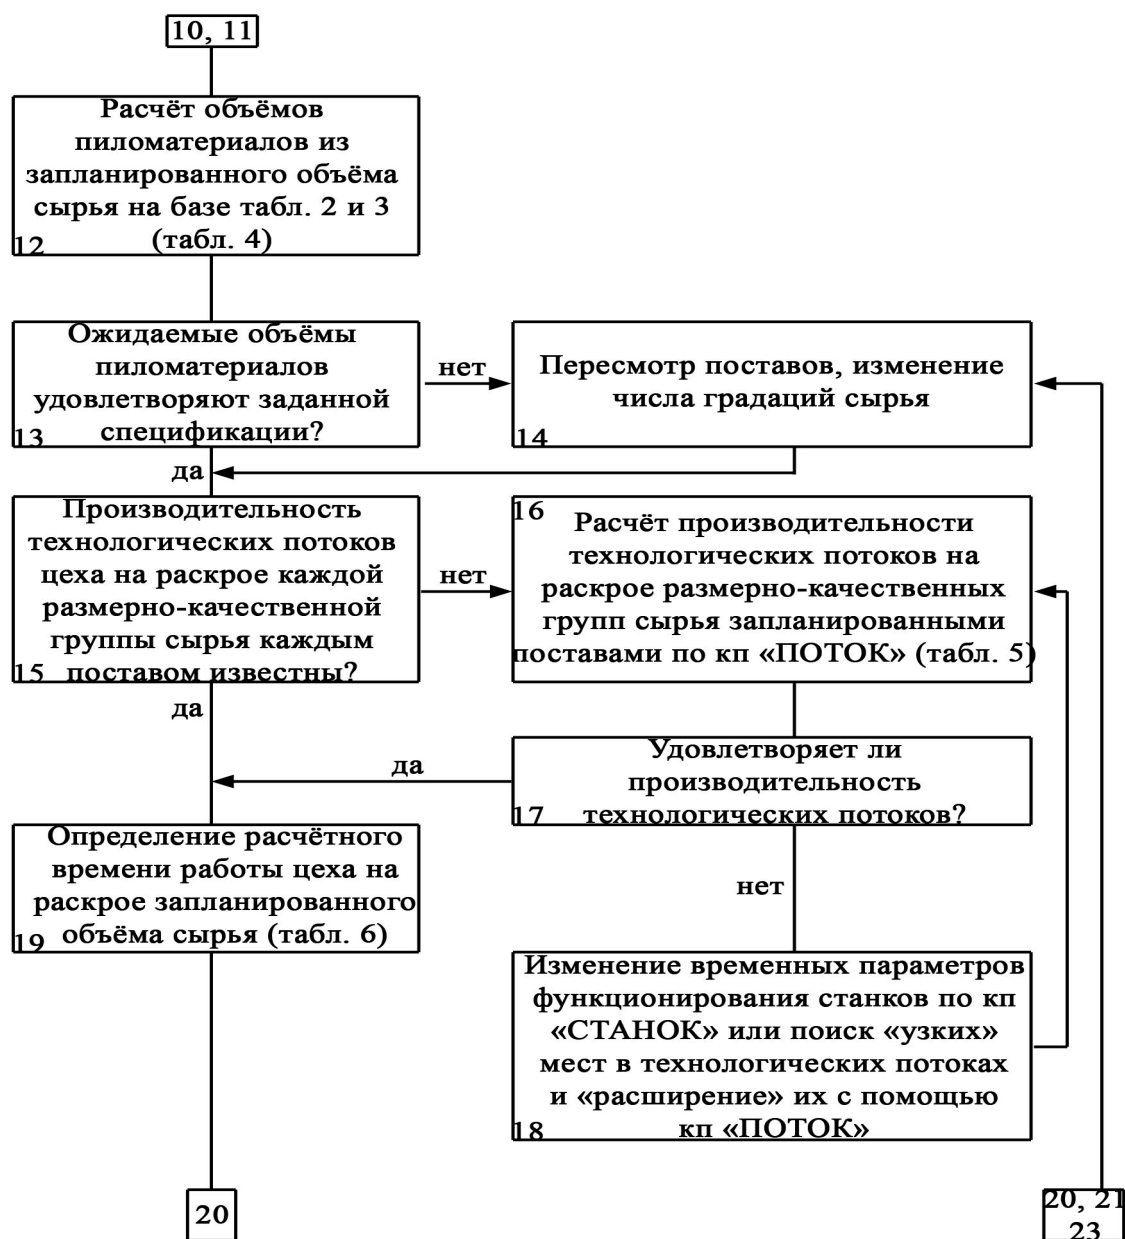 10, 11
Расчёт объёмов
пиломатериалов из
запланированного объёма
сырья на базе табл. 2 и 3
(табл. 4)
12
Ожидаемые объёмы
пиломатериалов
удовлетворяют заданной
спецификации?
13
нет
Пересмотр поставов, изменение
числа градаций сырья
14
да
Производительность
технологических потоков
цеха на раскрое каждой
размерно-качественной
группы сырья каждым
поставом известны?
15
нет
16
Расчёт производительности
технологических потоков на
раскрое размерно-качественных
групп сырья запланированными
поставами по кп «ПОТОК» (табл. 5)
да
Удовлетворяет ли
производительность
технологических потоков?
17
да
нет
Определение расчётного
времени работы цеха на
раскрое запланированного
объёма сырья (табл. 6)
19
Изменение временных параметров
функционирования станков по кп
«СТАНОК» или поиск «узких»
мест в технологических потоках
и «расширение» их с помощью
кп «ПОТОК»
18
20
20, 21
23